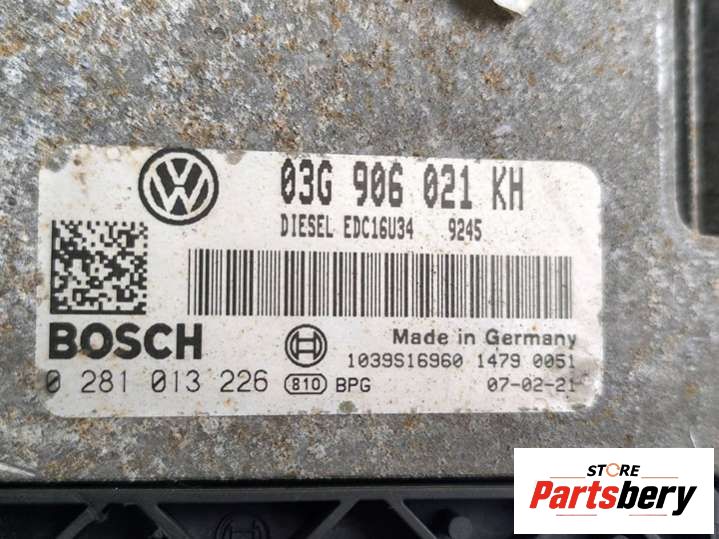 03G 906 021 KH
DIESEL EDC16U34 9245
BOSCH
Made in Germany
1039S16960 1479 0051
0 281 013 226 810 BPG 07-02-21
STORE
Partsbery